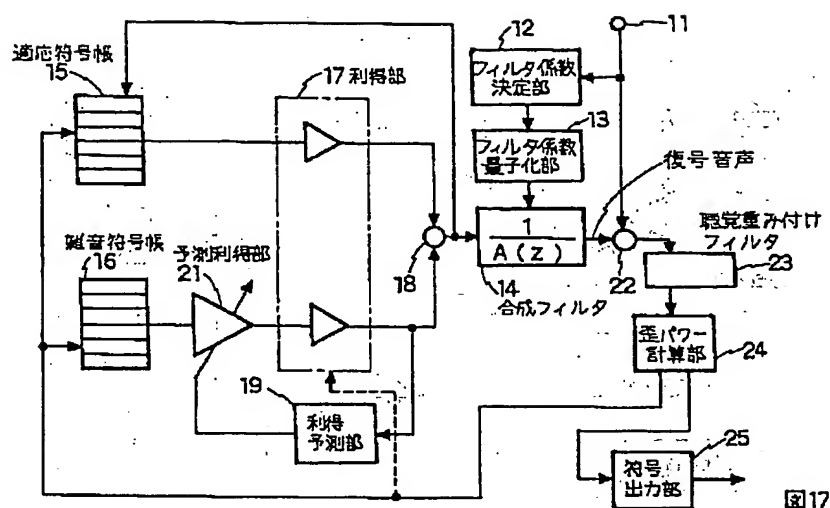 適応符号帳
15
12
11
フィルタ係数
決定部
17 利得部
13
フィルタ係数
量子化部
復号音声
聴覚重み付け
フィルタ
雑音符号帳
16
予測利得部
21
18
1
A(z)
14
合成フィルタ
22
23
歪パワー
計算部
24
19
利得
予測部
25
符号
出力部
図17